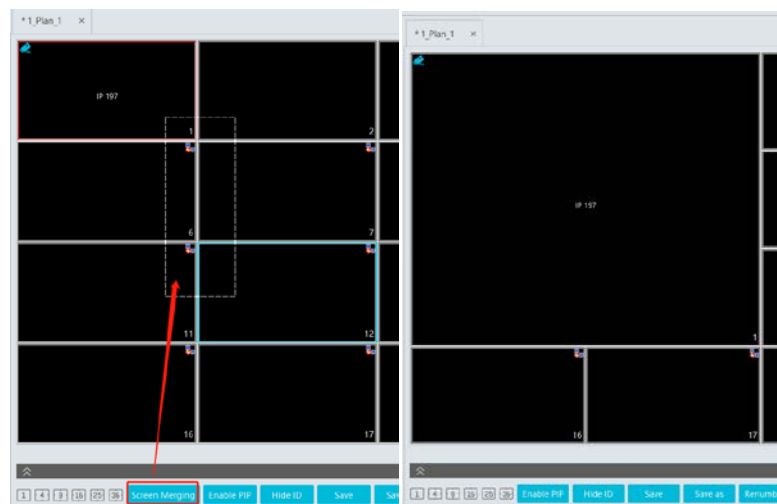 * 1_Plan_1 ×
IP 197
1
2
6
7
11
12
16
17
1 4 9 16 25 36 Screen Merging Enable PIF Hide ID Save
* 1_Plan_1 ×
IP 197
1
16
17
1 4 9 16 25 36 Enable PIF Hide ID Save Save as